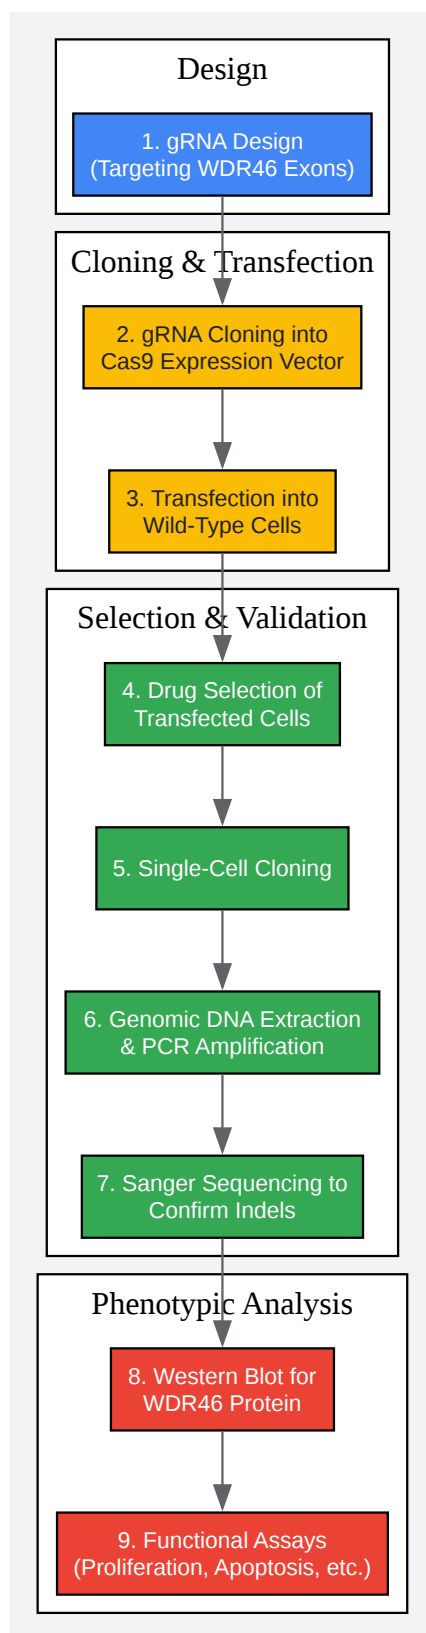 Design
1. gRNA Design
(Targeting WDR46 Exons)
Cloning & Transfection
2. gRNA Cloning into
Cas9 Expression Vector
3. Transfection into
Wild-Type Cells
Selection & Validation
4. Drug Selection of
Transfected Cells
5. Single-Cell Cloning
6. Genomic DNA Extraction
& PCR Amplification
7. Sanger Sequencing to
Confirm Indels
Phenotypic Analysis
8. Western Blot for
WDR46 Protein
9. Functional Assays
(Proliferation, Apoptosis, etc.)